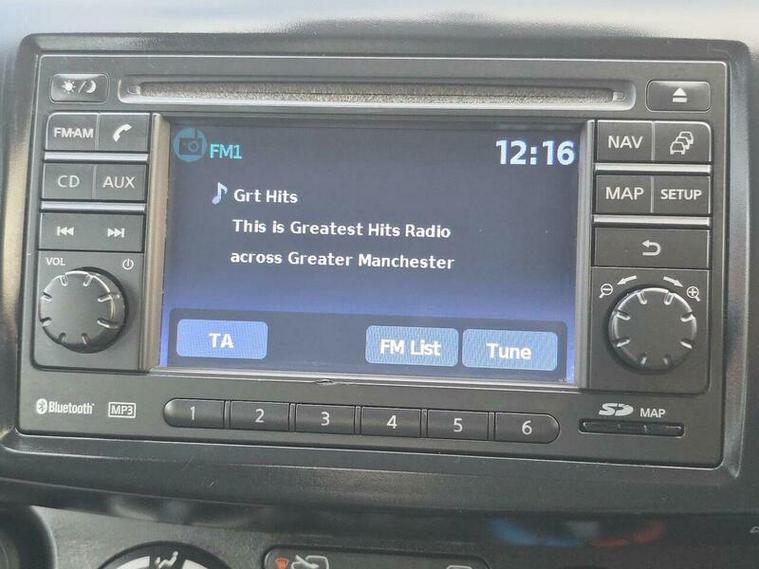 FM1 12:16
Grt Hits
This is Greatest Hits Radio
across Greater Manchester
TA FM List Tune
FM·AM
CD AUX
VOL
NAV
MAP SETUP
Bluetooth MP3
1 2 3 4 5 6
SD MAP